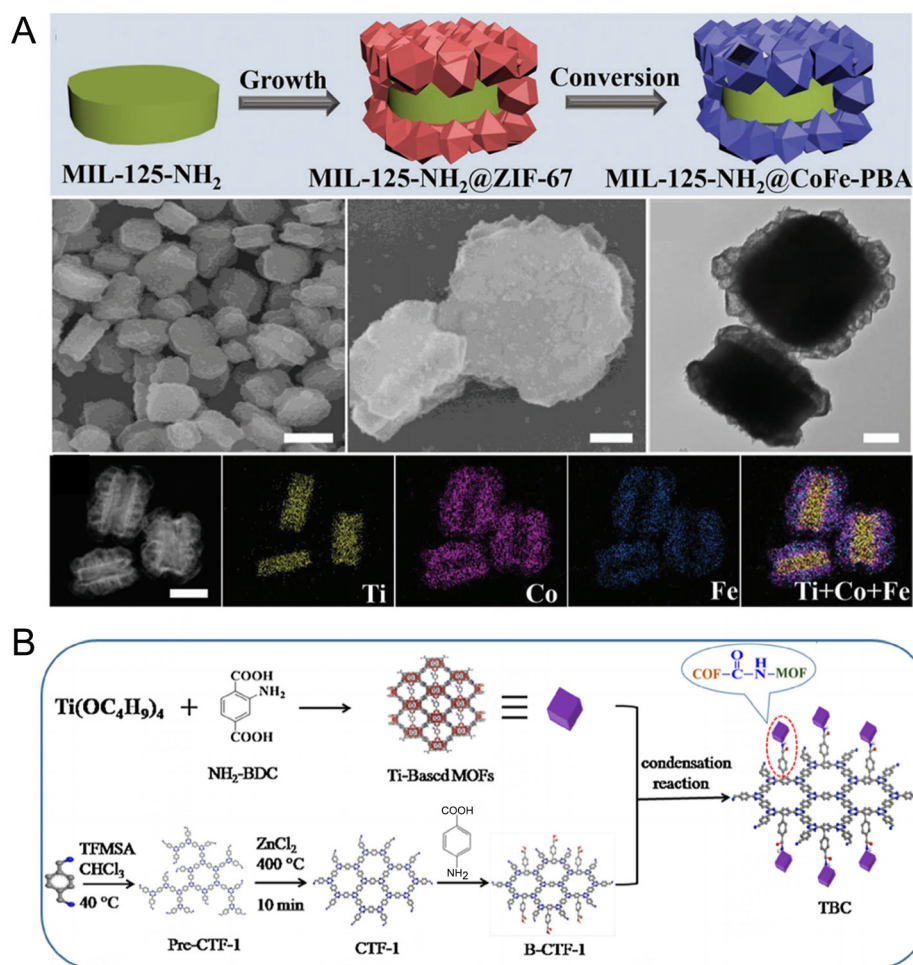 A
Growth
Conversion
MIL-125-NH₂
MIL-125-NH₂@ZIF-67
MIL-125-NH₂@CoFe-PBA
Ti
Co
Fe
Ti+Co+Fe
B
Ti(OC₄H₉)₄
+
COOH
NH₂
COOH
NH₂-BDC
Ti-Based MOFs
O
H
COF-C-N-MOF
condensation
reaction
TFMSA
CHCl₃
40 °C
Pre-CTF-1
ZnCl₂
400 °C
10 min
CTF-1
COOH
NH₂
B-CTF-1
TBC